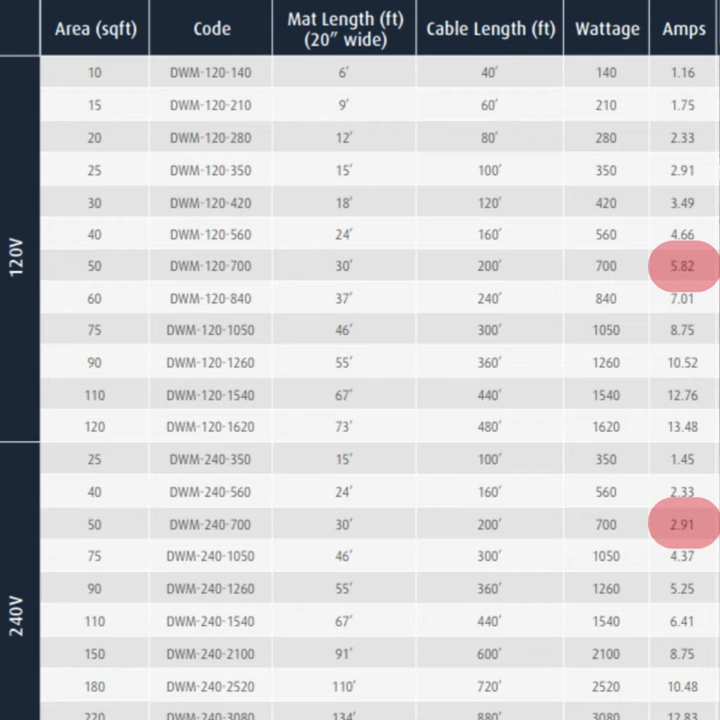 Area (sqft) Code Mat Length (ft) (20” wide) Cable Length (ft) Wattage Amps
120V
10 DWM-120-140 6′ 40′ 140 1.16
15 DWM-120-210 9′ 60′ 210 1.75
20 DWM-120-280 12′ 80′ 280 2.33
25 DWM-120-350 15′ 100′ 350 2.91
30 DWM-120-420 18′ 120′ 420 3.49
40 DWM-120-560 24′ 160′ 560 4.66
50 DWM-120-700 30′ 200′ 700 5.82
60 DWM-120-840 37′ 240′ 840 7.01
75 DWM-120-1050 46′ 300′ 1050 8.75
90 DWM-120-1260 55′ 360′ 1260 10.52
110 DWM-120-1540 67′ 440′ 1540 12.76
120 DWM-120-1620 73′ 480′ 1620 13.48
240V
25 DWM-240-350 15′ 100′ 350 1.45
40 DWM-240-560 24′ 160′ 560 2.33
50 DWM-240-700 30′ 200′ 700 2.91
75 DWM-240-1050 46′ 300′ 1050 4.37
90 DWM-240-1260 55′ 360′ 1260 5.25
110 DWM-240-1540 67′ 440′ 1540 6.41
150 DWM-240-2100 91′ 600′ 2100 8.75
180 DWM-240-2520 110′ 720′ 2520 10.48
220 DWM-240-3080 134′ 880′ 3080 12.83